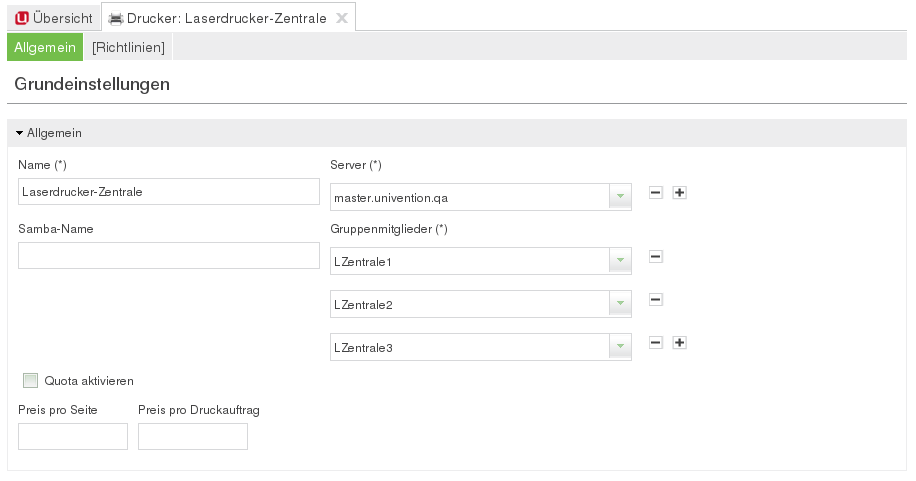 Übersicht
Drucker: Laserdrucker-Zentrale
Allgemein
[Richtlinien]
Grundeinstellungen
Allgemein
Name (*)
Server (*)
Laserdrucker-Zentrale
master.univention.qa
Samba-Name
Gruppenmitglieder (*)
LZentrale1
LZentrale2
LZentrale3
Quota aktivieren
Preis pro Seite
Preis pro Druckauftrag